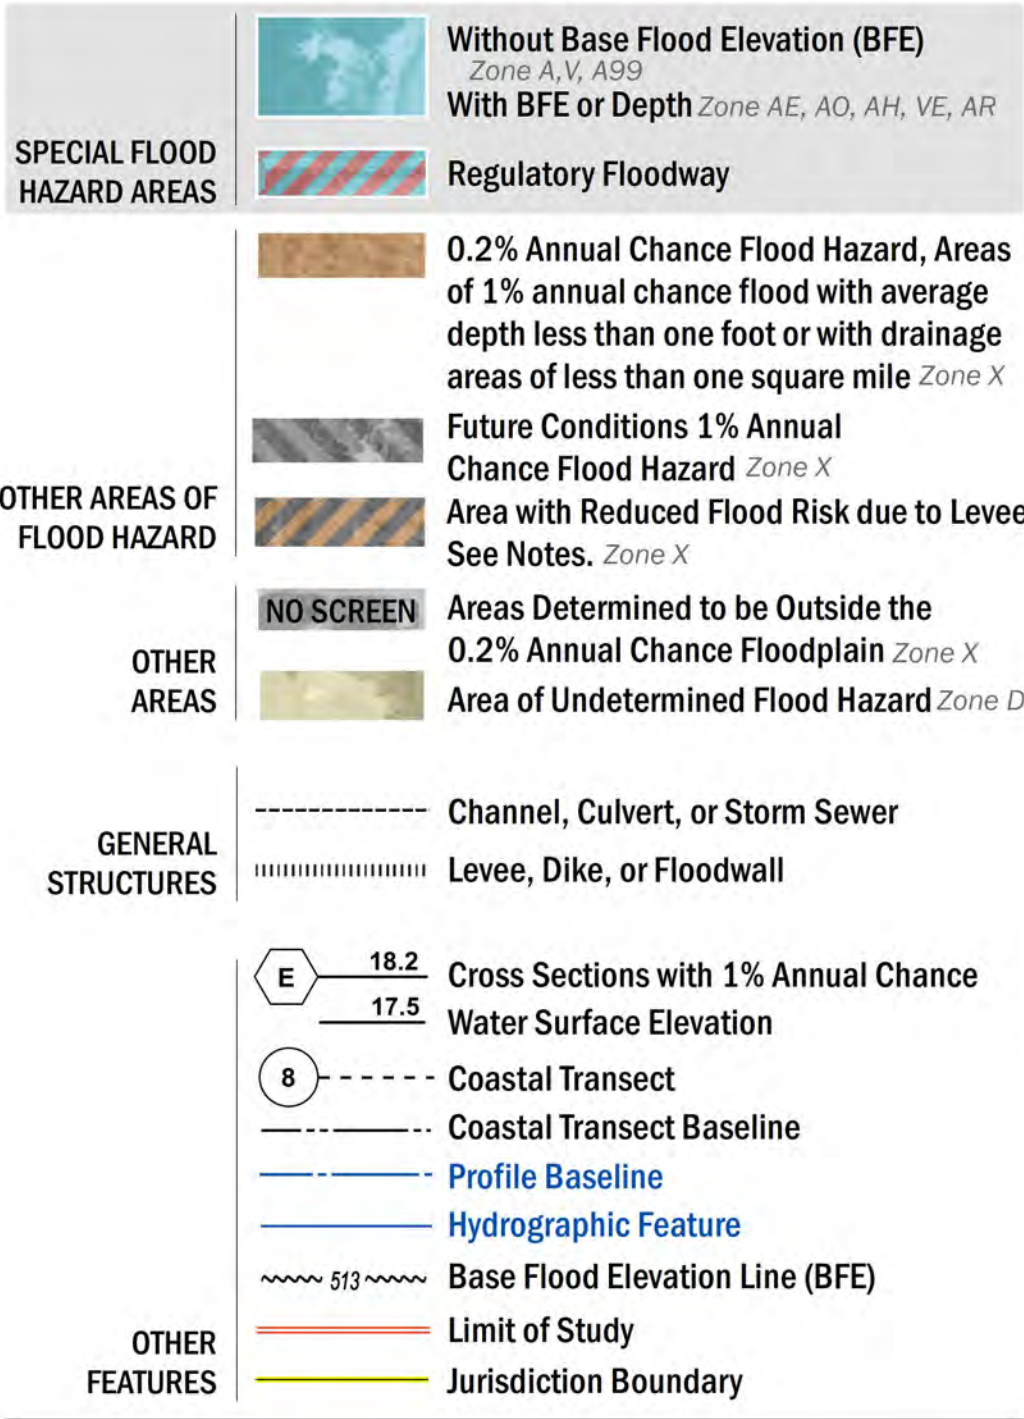 SPECIAL FLOOD
HAZARD AREAS
Without Base Flood Elevation (BFE)
Zone A,V, A99
With BFE or Depth Zone AE, AO, AH, VE, AR
Regulatory Floodway
OTHER AREAS OF
FLOOD HAZARD
0.2% Annual Chance Flood Hazard, Areas
of 1% annual chance flood with average
depth less than one foot or with drainage
areas of less than one square mile Zone X
Future Conditions 1% Annual
Chance Flood Hazard Zone X
Area with Reduced Flood Risk due to Levee
See Notes. Zone X
OTHER
AREAS
NO SCREEN
Areas Determined to be Outside the
0.2% Annual Chance Floodplain Zone X
Area of Undetermined Flood Hazard Zone D
GENERAL
STRUCTURES
Channel, Culvert, or Storm Sewer
Levee, Dike, or Floodwall
OTHER
FEATURES
E 18.2 Cross Sections with 1% Annual Chance
17.5 Water Surface Elevation
8 Coastal Transect
Coastal Transect Baseline
Profile Baseline
Hydrographic Feature
513 Base Flood Elevation Line (BFE)
Limit of Study
Jurisdiction Boundary